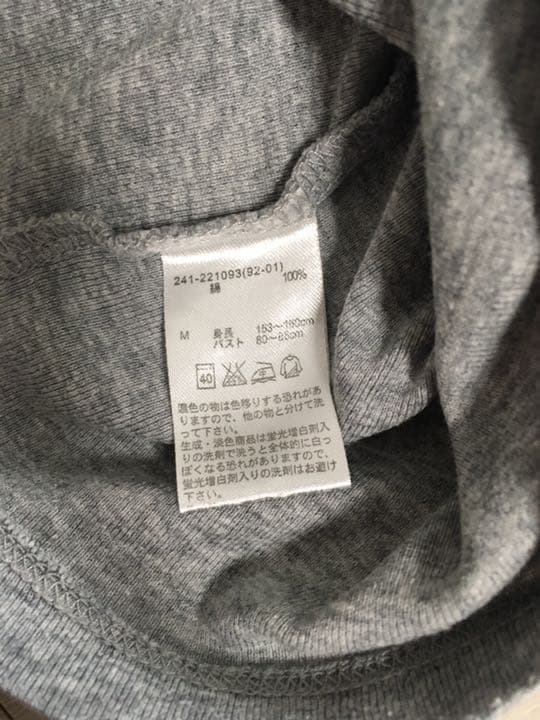 241-221093(92-01)
綿 100%
M 身長 153〜160cm
バスト 80〜86cm
40
濃色の物は色移りする恐れがあ
りますので、他の物と分けて洗
って下さい。
生成・淡色商品は蛍光増白剤入
りの洗剤で洗うと全体的に白っ
ぽくなる恐れがありますので、
蛍光増白剤入りの洗剤はお避け
下さい。